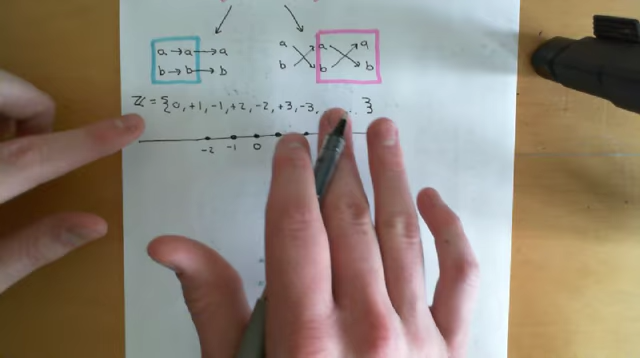 a → a → a a a a
b → b → b b b b
ℤ = {0, +1, -1, +2, -2, +3, -3, ... }
-2 -1 0